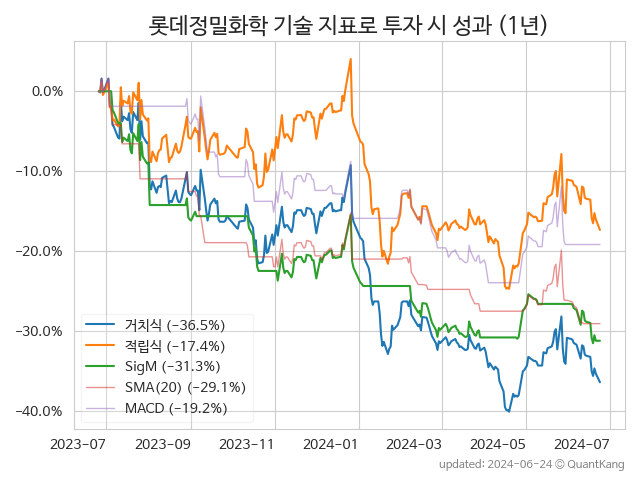 롯데정밀화학 기술 지표로 투자 시 성과 (1년)
0.0%
−10.0%
−20.0%
−30.0%
−40.0%
거치식 (−36.5%)
적립식 (−17.4%)
SigM (−31.3%)
SMA(20) (−29.1%)
MACD (−19.2%)
2023-07 2023-09 2023-11 2024-01 2024-03 2024-05 2024-07
updated: 2024-06-24 © QuantKang